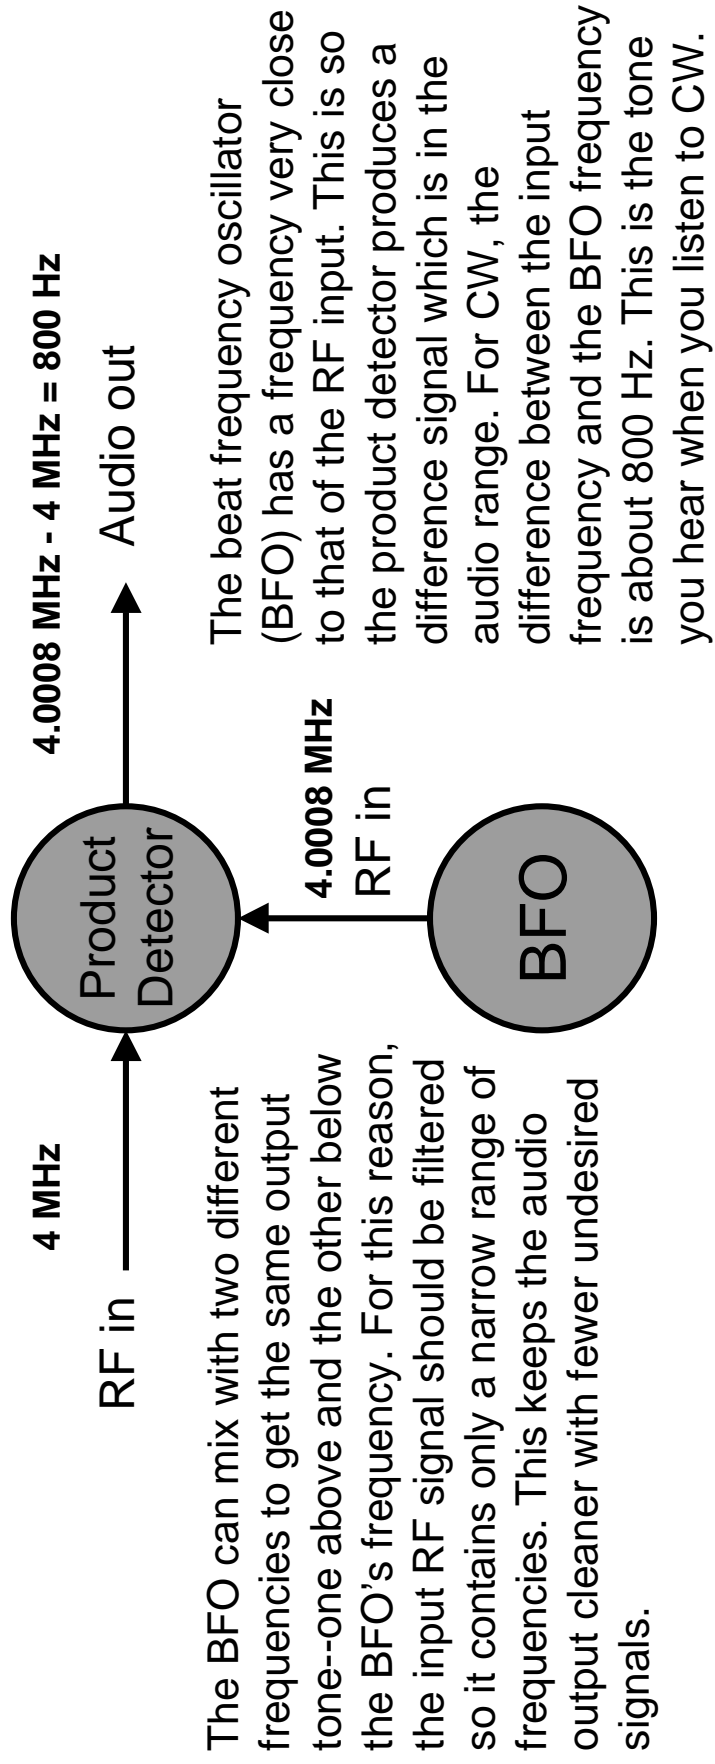 4.0008 MHz - 4 MHz = 800 Hz
4 MHz
RF in
Product
Detector
Audio out
4.0008 MHz
RF in
BFO
The BFO can mix with two different
frequencies to get the same output
tone--one above and the other below
the BFO's frequency. For this reason,
the input RF signal should be filtered
so it contains only a narrow range of
frequencies. This keeps the audio
output cleaner with fewer undesired
signals.
The beat frequency oscillator
(BFO) has a frequency very close
to that of the RF input. This is so
the product detector produces a
difference signal which is in the
audio range. For CW, the
difference between the input
frequency and the BFO frequency
is about 800 Hz. This is the tone
you hear when you listen to CW.